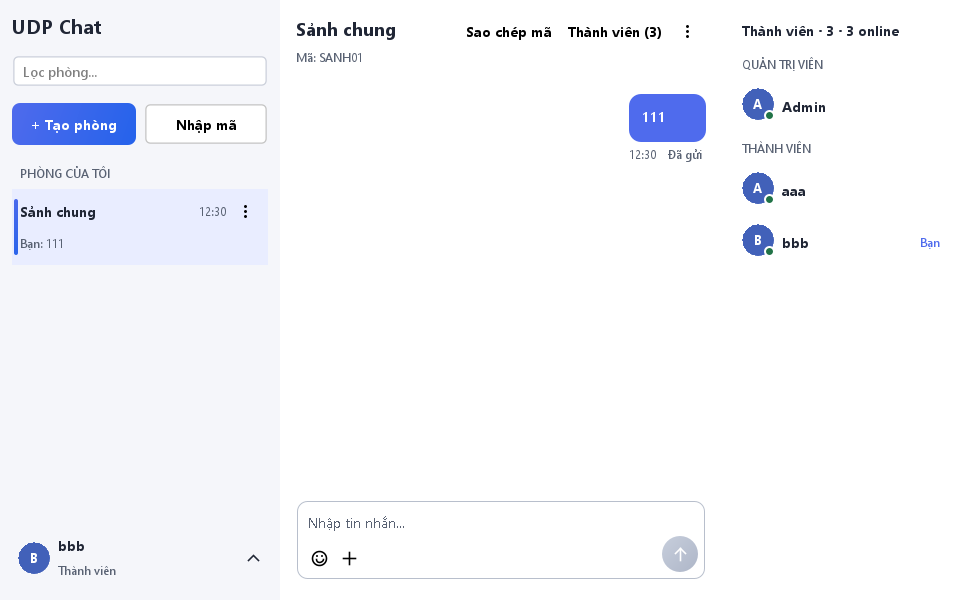 UDP Chat
Lọc phòng...
+ Tạo phòng
Nhập mã
PHÒNG CỦA TÔI
Sảnh chung
12:30
Bạn: 111
B
bbb
Thành viên
Sảnh chung
Mã: SANH01
Sao chép mã
Thành viên (3)
111
12:30 Đã gửi
Nhập tin nhắn...
Thành viên · 3 · 3 online
QUẢN TRỊ VIÊN
A
Admin
THÀNH VIÊN
A
aaa
B
bbb
Bạn